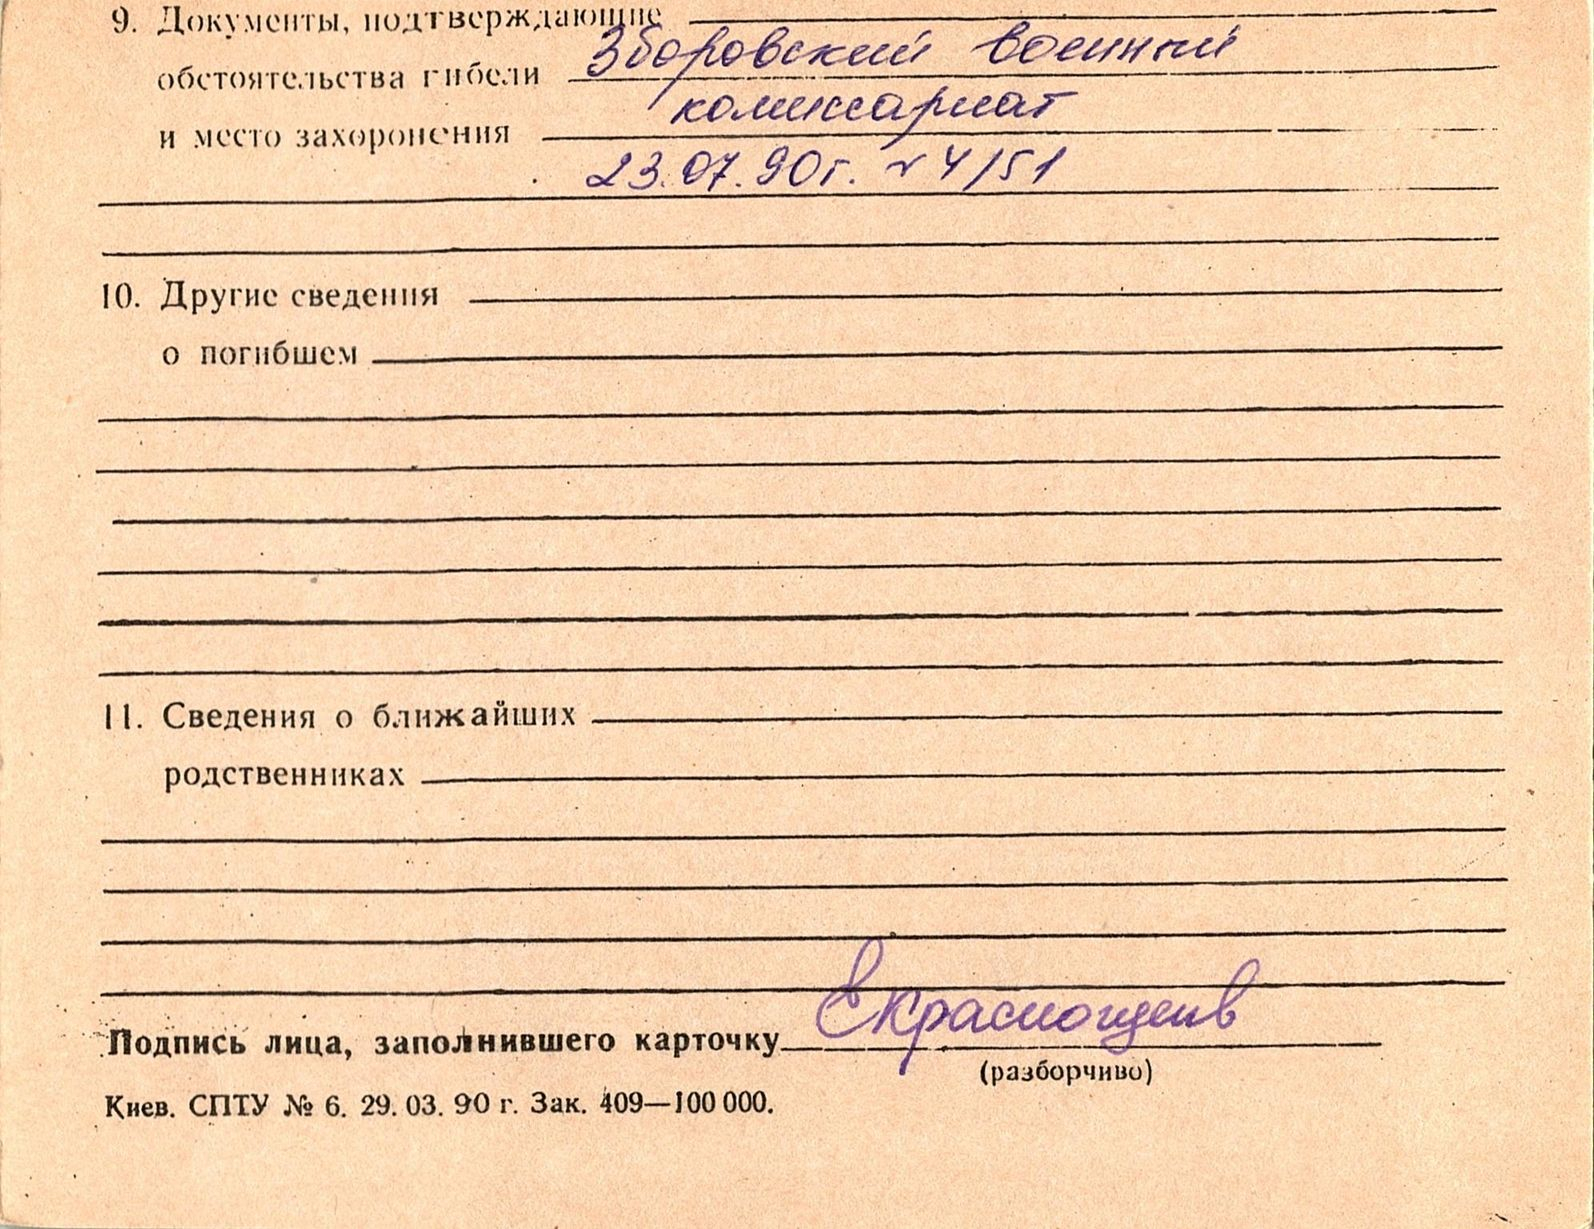 9. Документы, подтверждающие
Зборовский военный
обстоятельства гибели
комиссариат
и место захоронения
23.07.90г. № 4/51
10. Другие сведения
о погибшем
11. Сведения о ближайших
родственниках
Подпись лица, заполнившего карточку
(разборчиво)
Киев. СПТУ № 6. 29. 03. 90 г. Зак. 409—100 000.